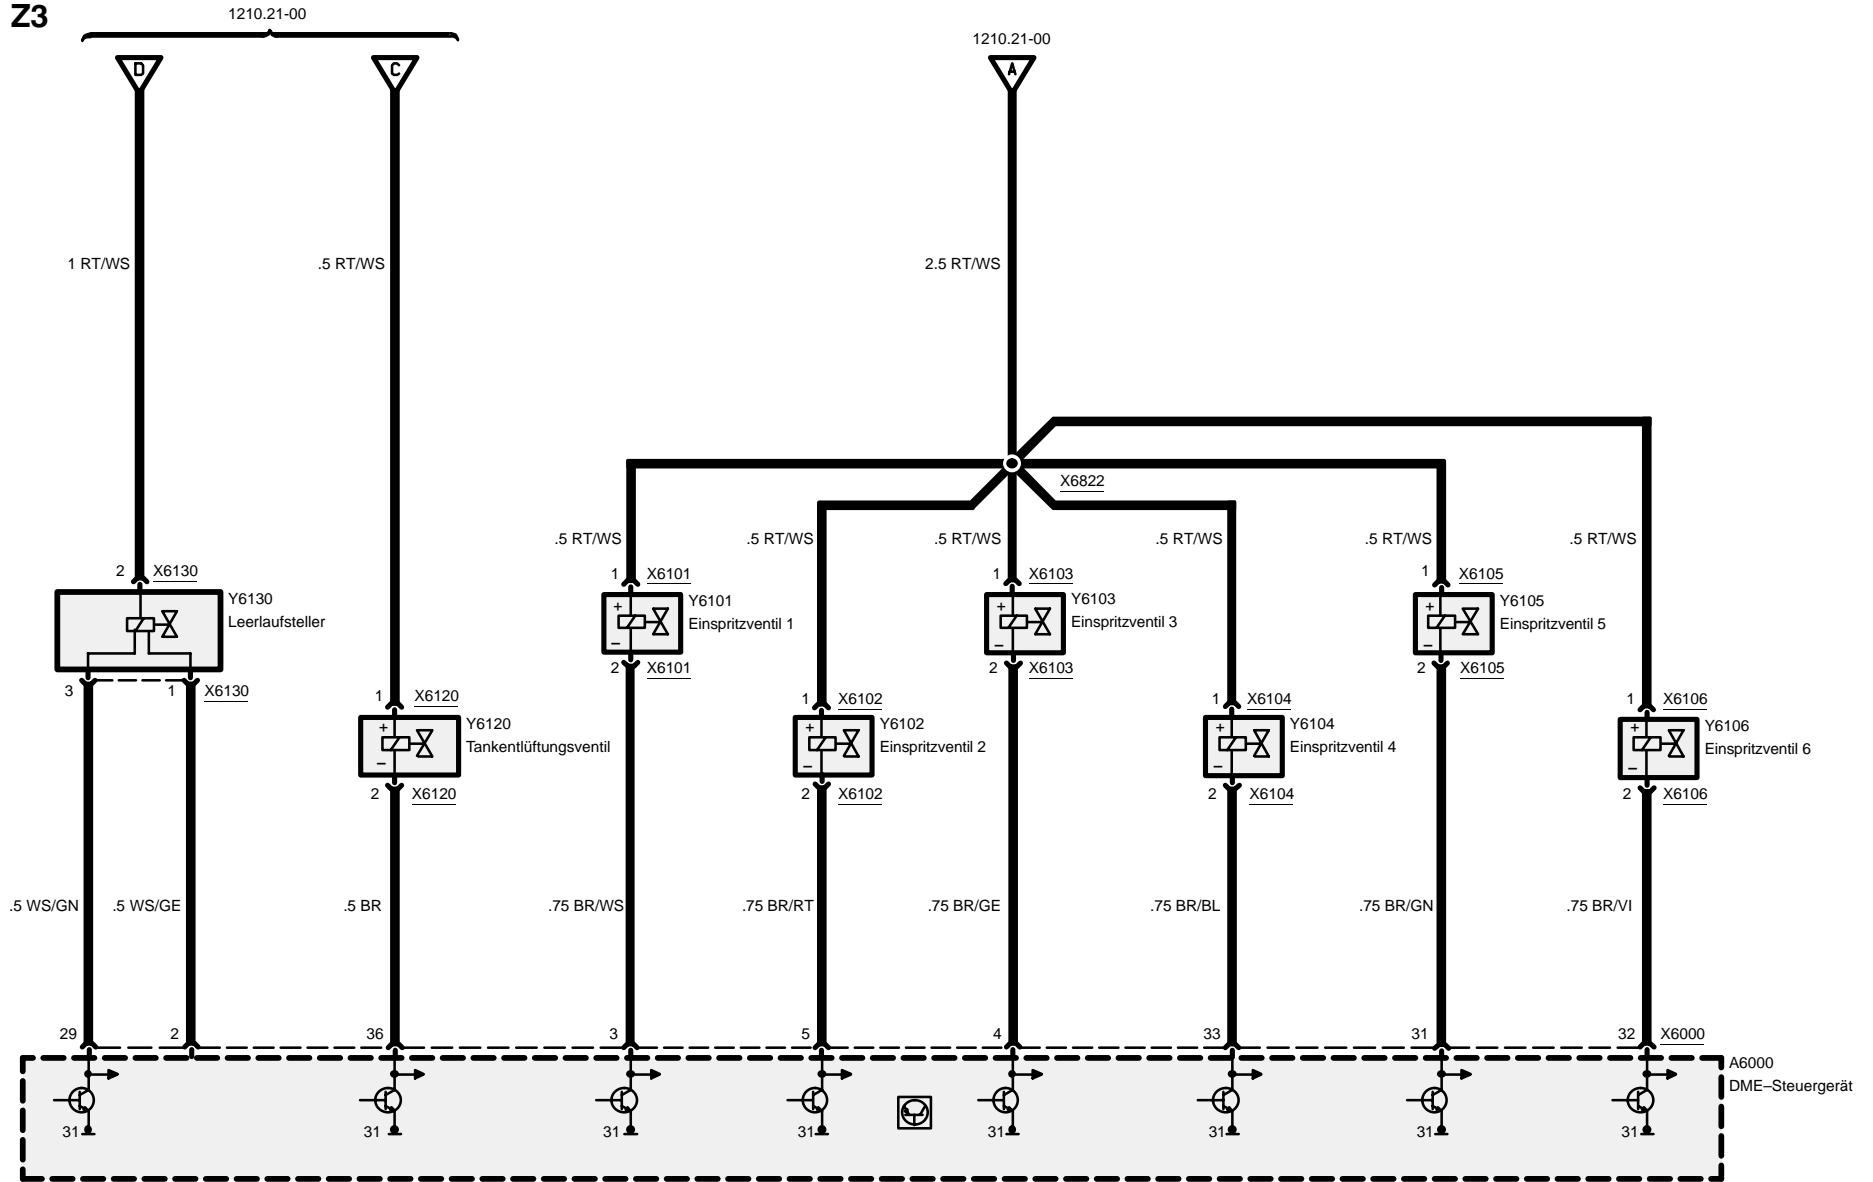 Z3
1210.21-00
1210.21-00
D
C
A
1 RT/WS
.5 RT/WS
2.5 RT/WS
X6822
.5 RT/WS
.5 RT/WS
.5 RT/WS
.5 RT/WS
.5 RT/WS
.5 RT/WS
2
X6130
1
X6101
1
X6103
1
X6105
Y6130
Leerlaufsteller
+
−
Y6101
Einspritzventil 1
+
−
Y6103
Einspritzventil 3
+
−
Y6105
Einspritzventil 5
2
X6101
2
X6103
2
X6105
3
1
X6130
1
X6120
1
X6102
1
X6104
1
X6106
+
−
Y6120
Tankentlüftungsventil
+
−
Y6102
Einspritzventil 2
+
−
Y6104
Einspritzventil 4
+
−
Y6106
Einspritzventil 6
2
X6120
2
X6102
2
X6104
2
X6106
.5 WS/GN
.5 WS/GE
.5 BR
.75 BR/WS
.75 BR/RT
.75 BR/GE
.75 BR/BL
.75 BR/GN
.75 BR/VI
29
2
36
3
5
4
33
31
32
X6000
A6000
DME–Steuergerät
31
31
31
31
31
31
31
31